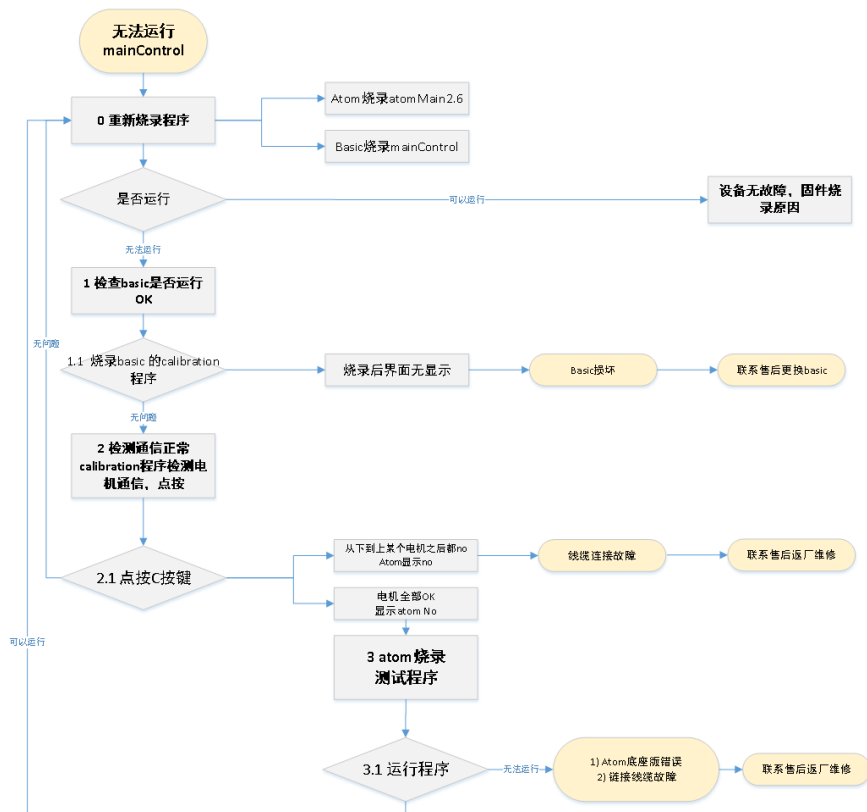 无法运行
mainControl
0 重新烧录程序
Atom 烧录atomMain2.6
Basic烧录mainControl
是否运行
可以运行
设备无故障，固件烧
录原因
无法运行
1 检查basic是否运行
OK
无问题
1.1 烧录basic 的calibration
程序
烧录后界面无显示
Basic损坏
联系售后更换basic
无问题
2 检测通信正常
calibration程序检测电
机通信，点按
2.1 点按C按键
从下到上某个电机之后都no
Atom显示no
线缆连接故障
联系售后返厂维修
电机全部OK
显示atom No
可以运行
3 atom 烧录
测试程序
3.1 运行程序
无法运行
1) Atom底座版错误
2) 链接线缆故障
联系售后返厂维修